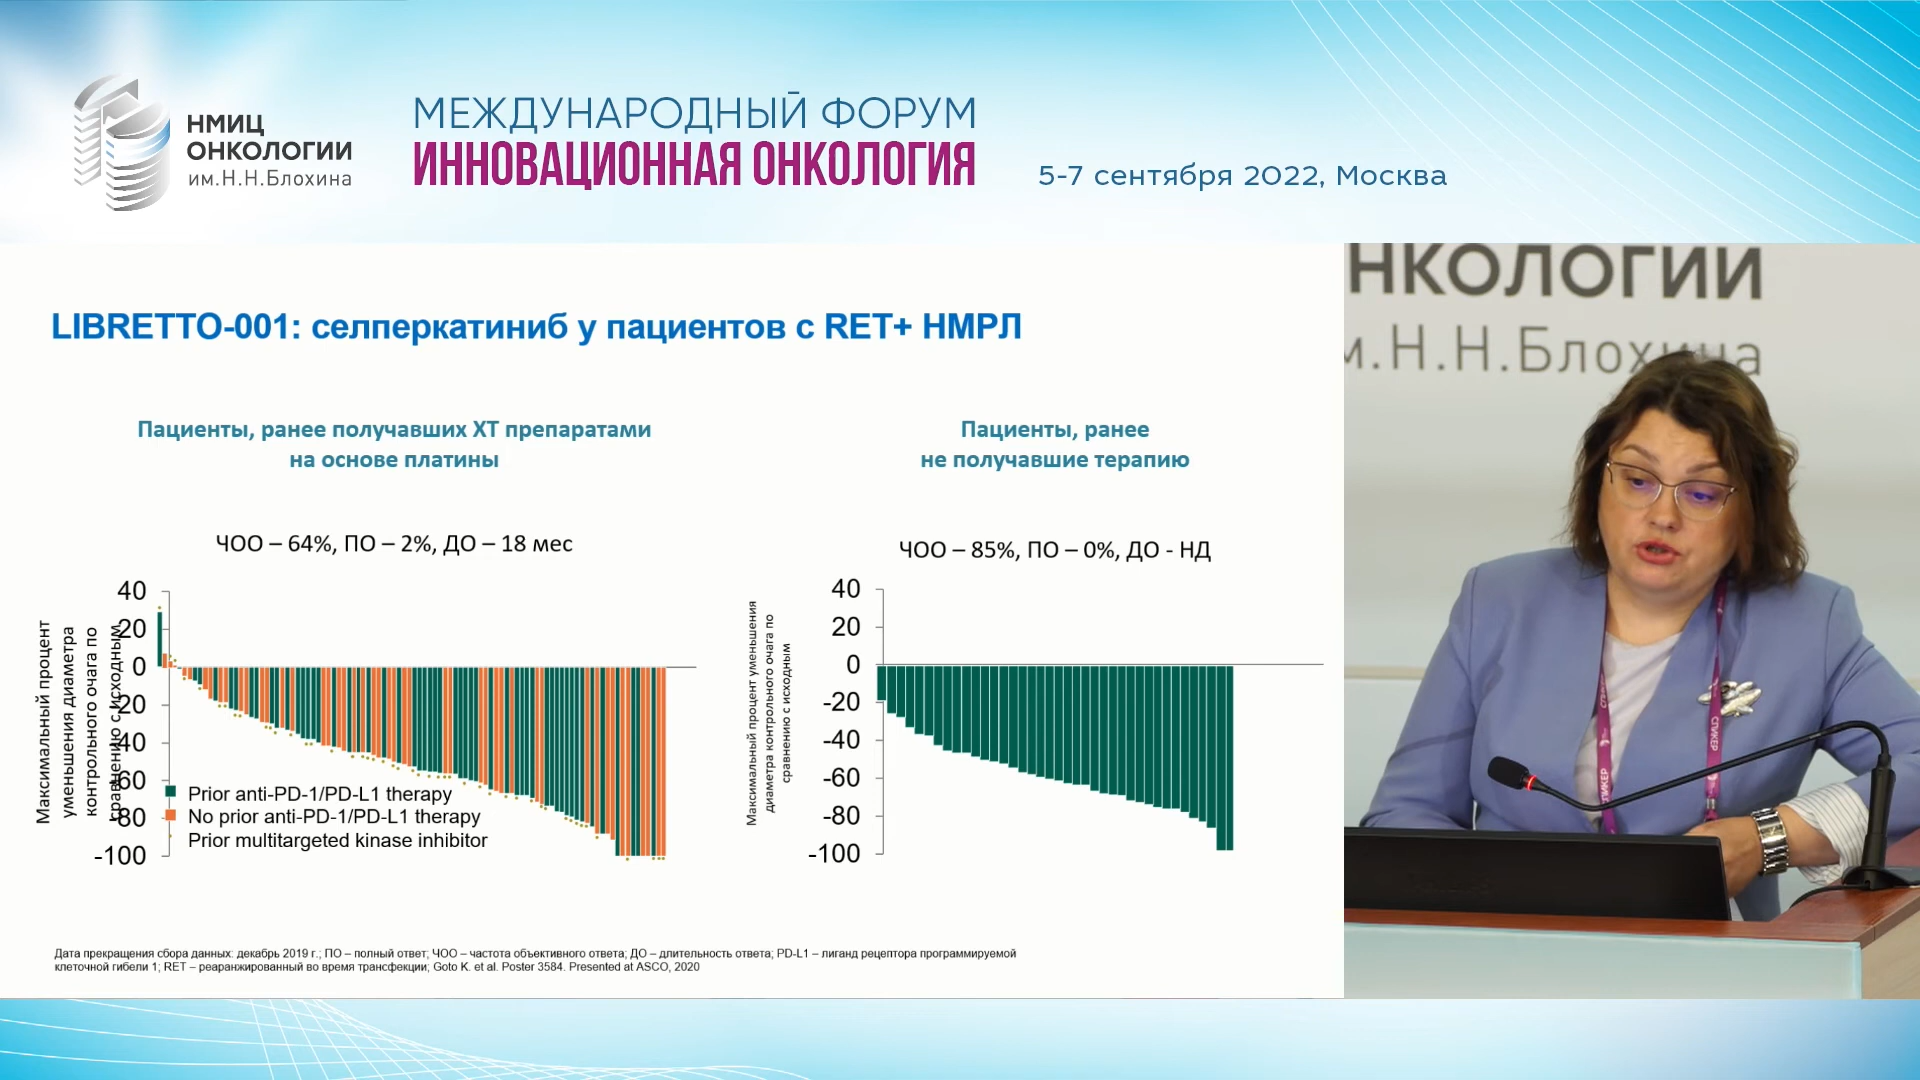 НМИЦ
ОНКОЛОГИИ
им.Н.Н.Блохина
МЕЖДУНАРОДНЫЙ ФОРУМ
ИННОВАЦИОННАЯ ОНКОЛОГИЯ
5-7 сентября 2022, Москва
LIBRETTO-001: селперкатиниб у пациентов с RET+ НМРЛ
Пациенты, ранее получавших ХТ препаратами
на основе платины
ЧОО – 64%, ПО – 2%, ДО – 18 мес
Максимальный процент
уменьшения диаметра
контрольного очага по
сравнению с исходным
40
20
0
-20
-40
-60
-80
-100
Prior anti-PD-1/PD-L1 therapy
No prior anti-PD-1/PD-L1 therapy
Prior multitargeted kinase inhibitor
Пациенты, ранее
не получавшие терапию
ЧОО – 85%, ПО – 0%, ДО - НД
Максимальный процент уменьшения
диаметра контрольного очага по
сравнению с исходным
40
20
0
-20
-40
-60
-80
-100
Дата прекращения сбора данных: декабрь 2019 г.; ПО – полный ответ; ЧОО – частота объективного ответа; ДО – длительность ответа; PD-L1 – лиганд рецептора программируемой
клеточной гибели 1; RET – реаранжированный во время трансфекции; Goto K. et al. Poster 3584. Presented at ASCO, 2020
НКОЛОГИИ
м.Н.Н.Блохина
СПИКЕР
СПИКЕР